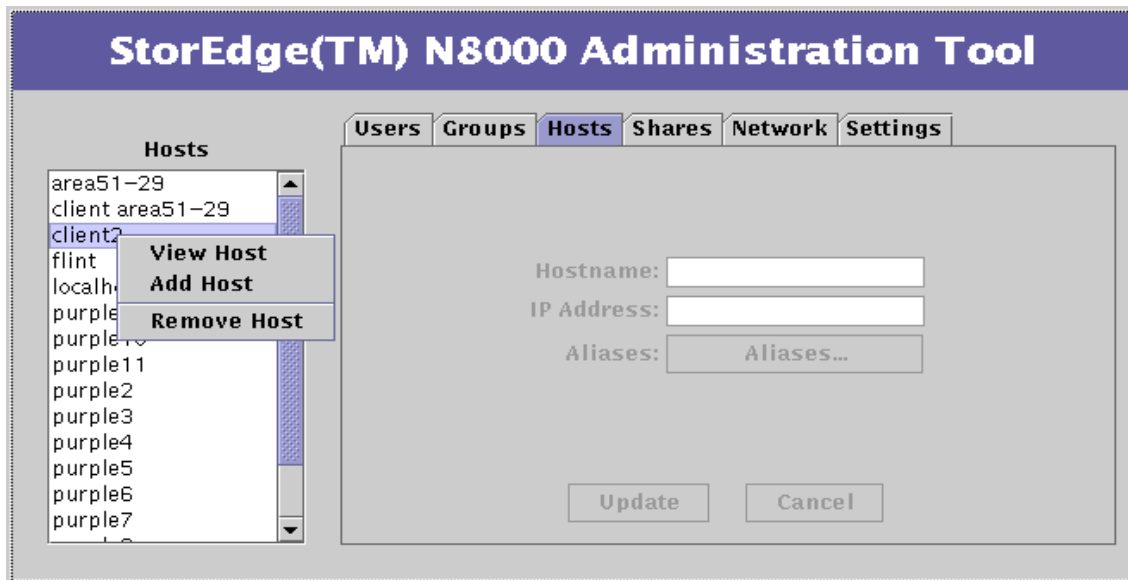 StorEdge(TM) N8000 Administration Tool
Users Groups Hosts Shares Network Settings
Hosts
area51-29
client area51-29
client2
flint
View Host
Add Host
Remove Host
purple11
purple2
purple3
purple4
purple5
purple6
purple7
Hostname:
IP Address:
Aliases: Aliases...
Update Cancel